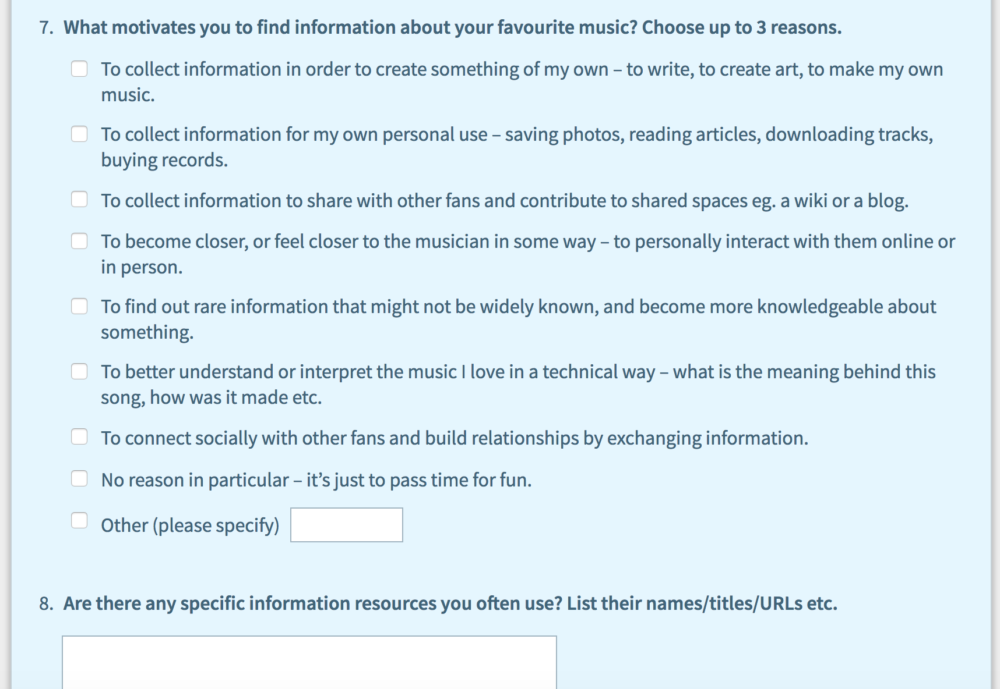 7. What motivates you to find information about your favourite music? Choose up to 3 reasons.
To collect information in order to create something of my own – to write, to create art, to make my own
music.
To collect information for my own personal use – saving photos, reading articles, downloading tracks,
buying records.
To collect information to share with other fans and contribute to shared spaces eg. a wiki or a blog.
To become closer, or feel closer to the musician in some way – to personally interact with them online or
in person.
To find out rare information that might not be widely known, and become more knowledgeable about
something.
To better understand or interpret the music I love in a technical way – what is the meaning behind this
song, how was it made etc.
To connect socially with other fans and build relationships by exchanging information.
No reason in particular – it’s just to pass time for fun.
Other (please specify)
8. Are there any specific information resources you often use? List their names/titles/URLs etc.